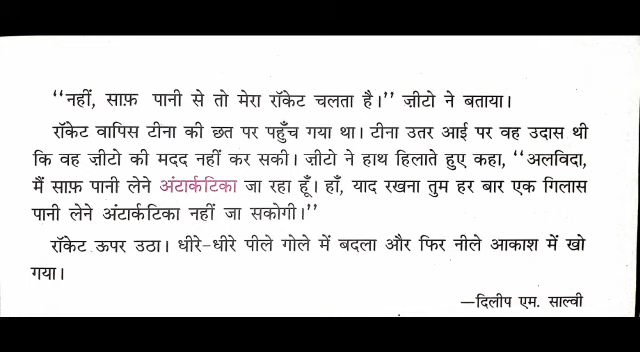 “नहीं, साफ़ पानी से तो मेरा रॉकेट चलता है।” ज़ीटो ने बताया।
रॉकेट वापिस टीना की छत पर पहुँच गया था। टीना उतर आई पर वह उदास थी
कि वह ज़ीटो की मदद नहीं कर सकी। ज़ीटो ने हाथ हिलाते हुए कहा, “अलविदा,
मैं साफ़ पानी लेने अंटार्कटिका जा रहा हूँ। हाँ, याद रखना तुम हर बार एक गिलास
पानी लेने अंटार्कटिका नहीं जा सकोगी।”
रॉकेट ऊपर उठा। धीरे-धीरे पीले गोले में बदला और फिर नीले आकाश में खो
गया।
—दिलीप एम. साल्वी